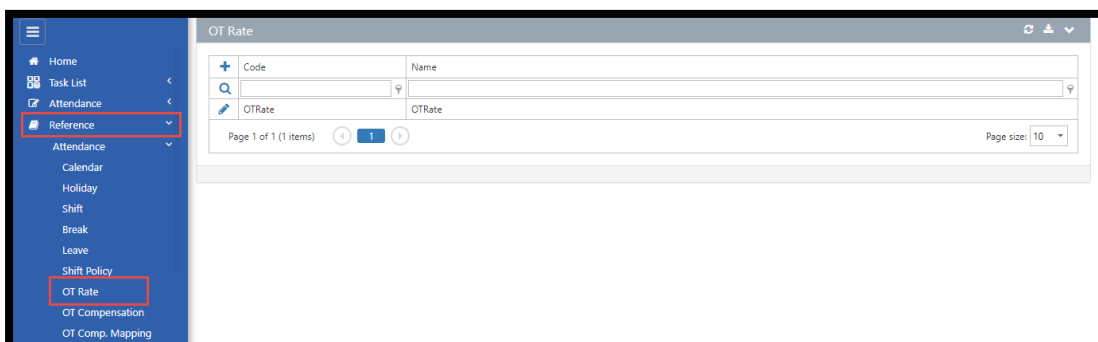 OT Rate
Home
Task List
Attendance
Reference
Attendance
Calendar
Holiday
Shift
Break
Leave
Shift Policy
OT Rate
OT Compensation
OT Comp. Mapping
Code Name
OTRate OTRate
Page 1 of 1 (1 items) 1 Page size: 10